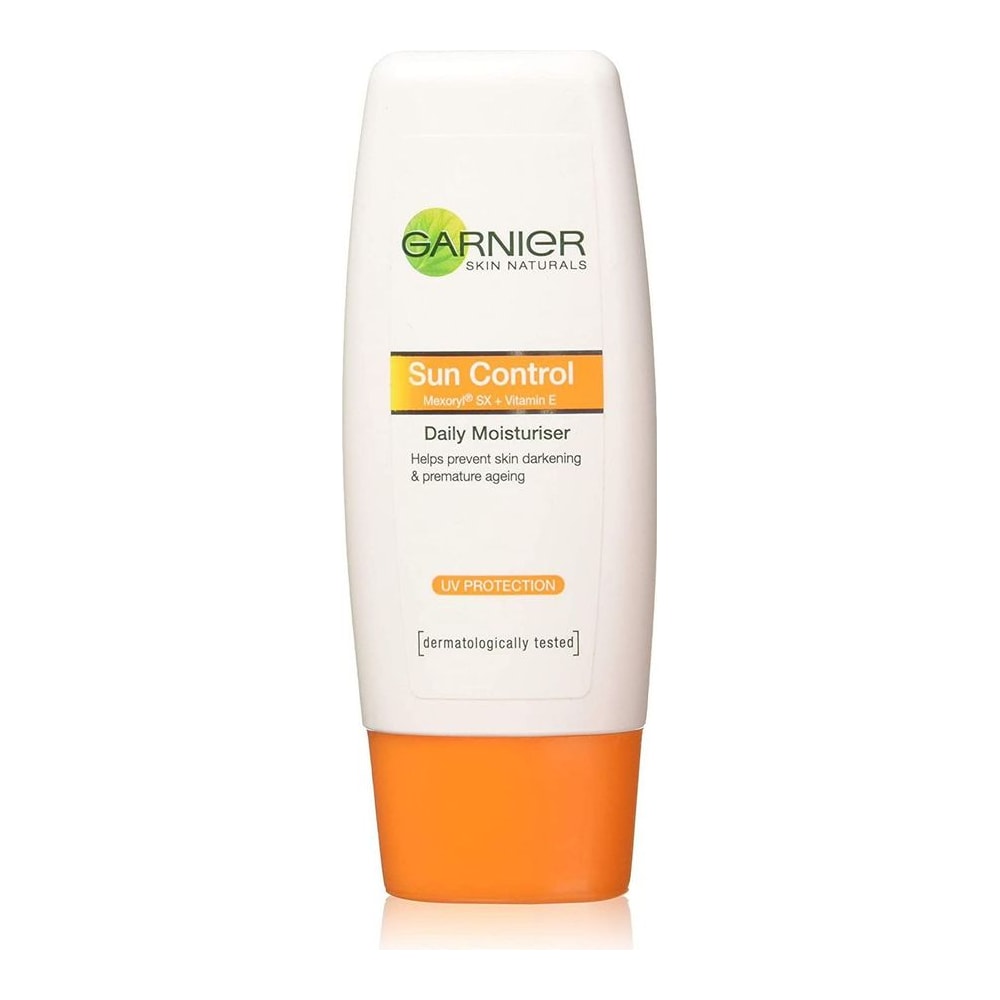 GARNIER
SKIN NATURALS
Sun Control
Mexoryl® SX + Vitamin E
Daily Moisturiser
Helps prevent skin darkening
& premature ageing
UV PROTECTION
[dermatologically tested]